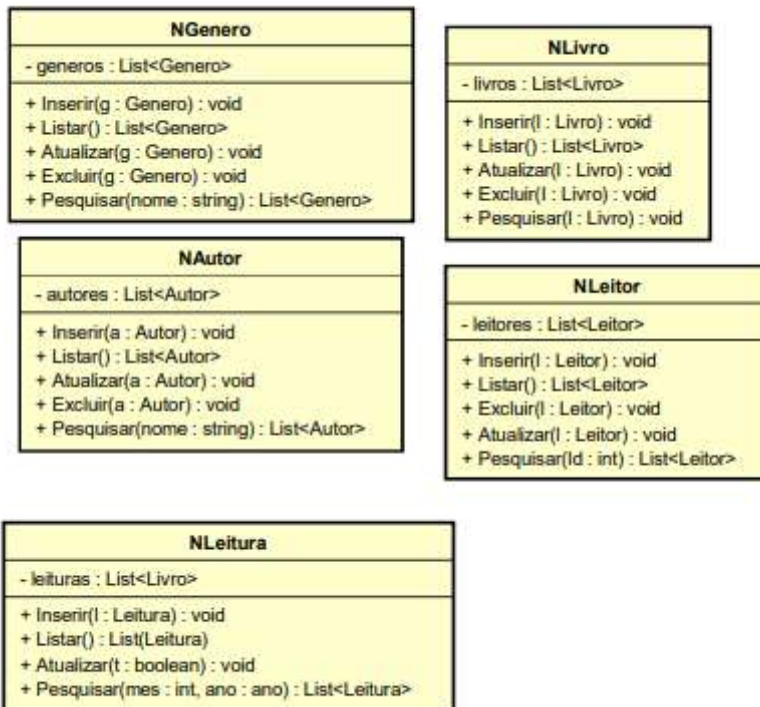 NGenero
- generos : List<Genero>
+ Inserir(g : Genero) : void
+ Listar() : List<Genero>
+ Atualizar(g : Genero) : void
+ Excluir(g : Genero) : void
+ Pesquisar(nome : string) : List<Genero>
NLivro
- livros : List<Livro>
+ Inserir(l : Livro) : void
+ Listar() : List<Livro>
+ Atualizar(l : Livro) : void
+ Excluir(l : Livro) : void
+ Pesquisar(l : Livro) : void
NAutor
- autores : List<Autor>
+ Inserir(a : Autor) : void
+ Listar() : List<Autor>
+ Atualizar(a : Autor) : void
+ Excluir(a : Autor) : void
+ Pesquisar(nome : string) : List<Autor>
NLeitor
- leitores : List<Leitor>
+ Inserir(l : Leitor) : void
+ Listar() : List<Leitor>
+ Excluir(l : Leitor) : void
+ Atualizar(l : Leitor) : void
+ Pesquisar(Id : int) : List<Leitor>
NLeitura
- leituras : List<Livro>
+ Inserir(l : Leitura) : void
+ Listar() : List(Leitura)
+ Atualizar(t : boolean) : void
+ Pesquisar(mes : int, ano : ano) : List<Leitura>